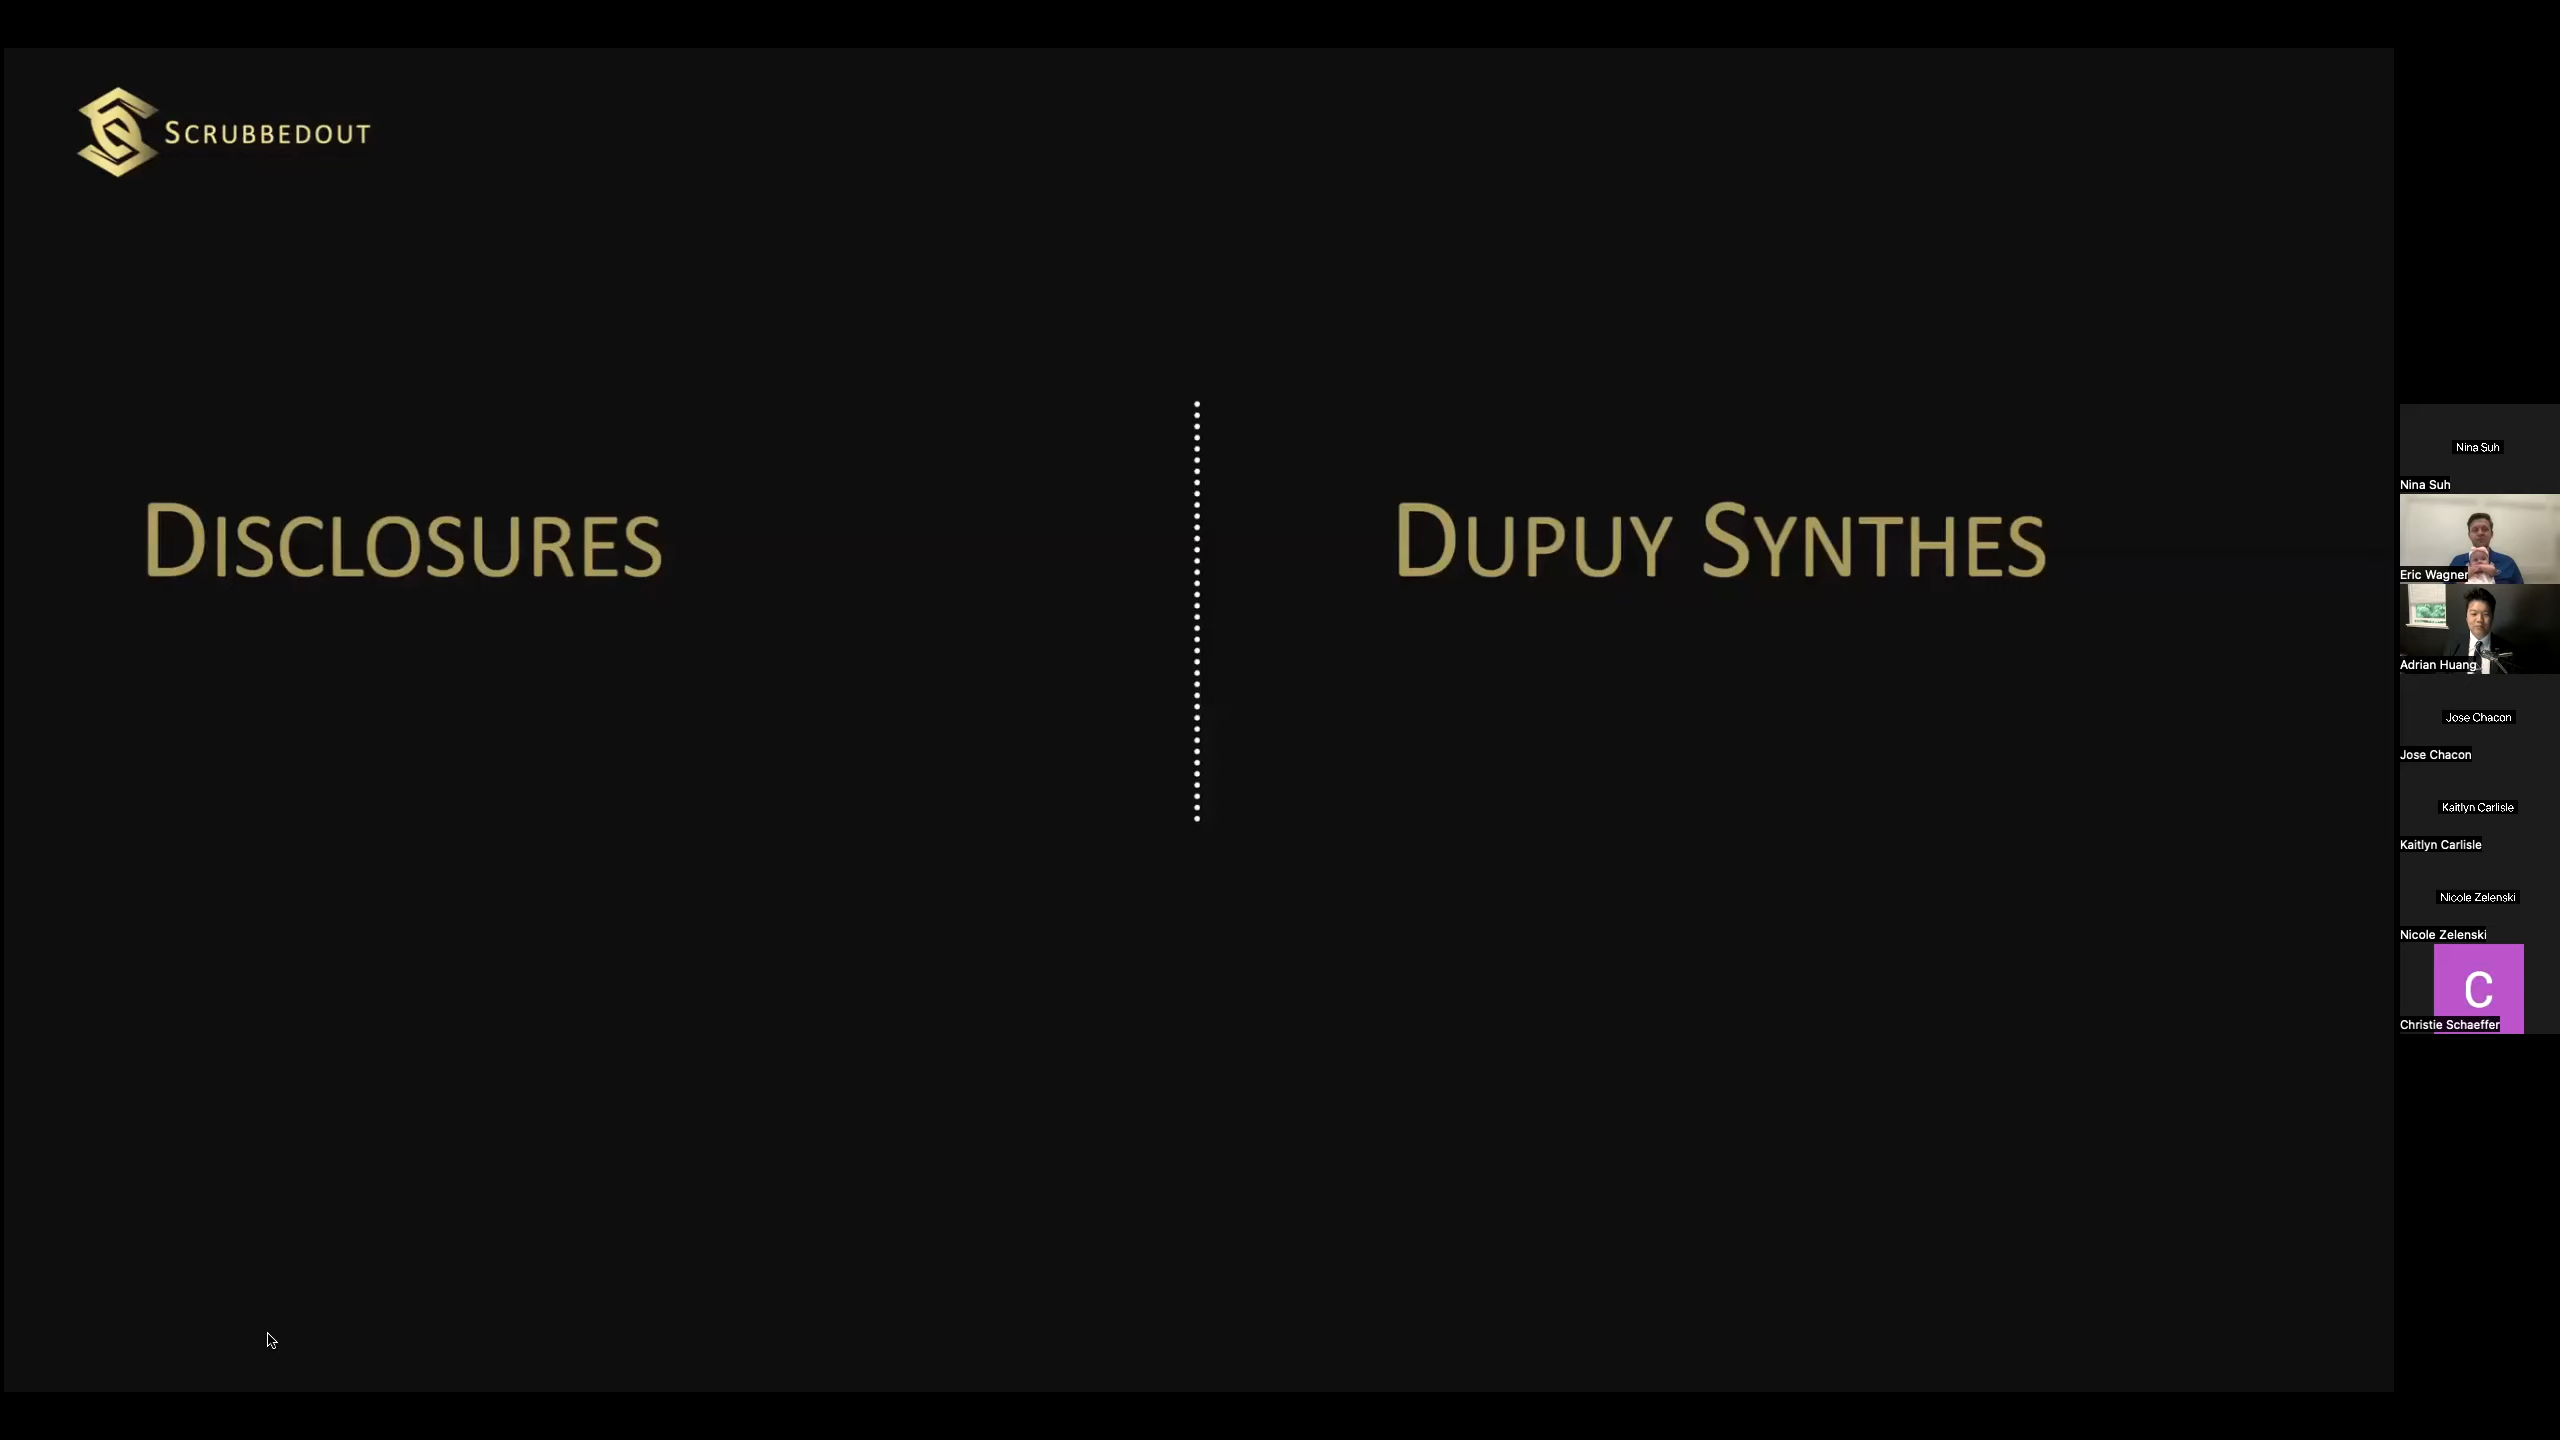 SCRUBBEDOUT
DISCLOSURES
DUPUY SYNTHES
Nina Suh
Nina Suh
Eric Wagner
Adrian Huang
Jose Chacon
Jose Chacon
Kaitlyn Carlisle
Kaitlyn Carlisle
Nicole Zelenski
Nicole Zelenski
C
Christie Schaeffer